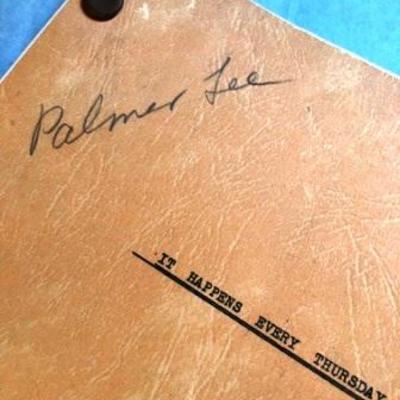 Palmer Lee
IT HAPPENS EVERY THURSDAY